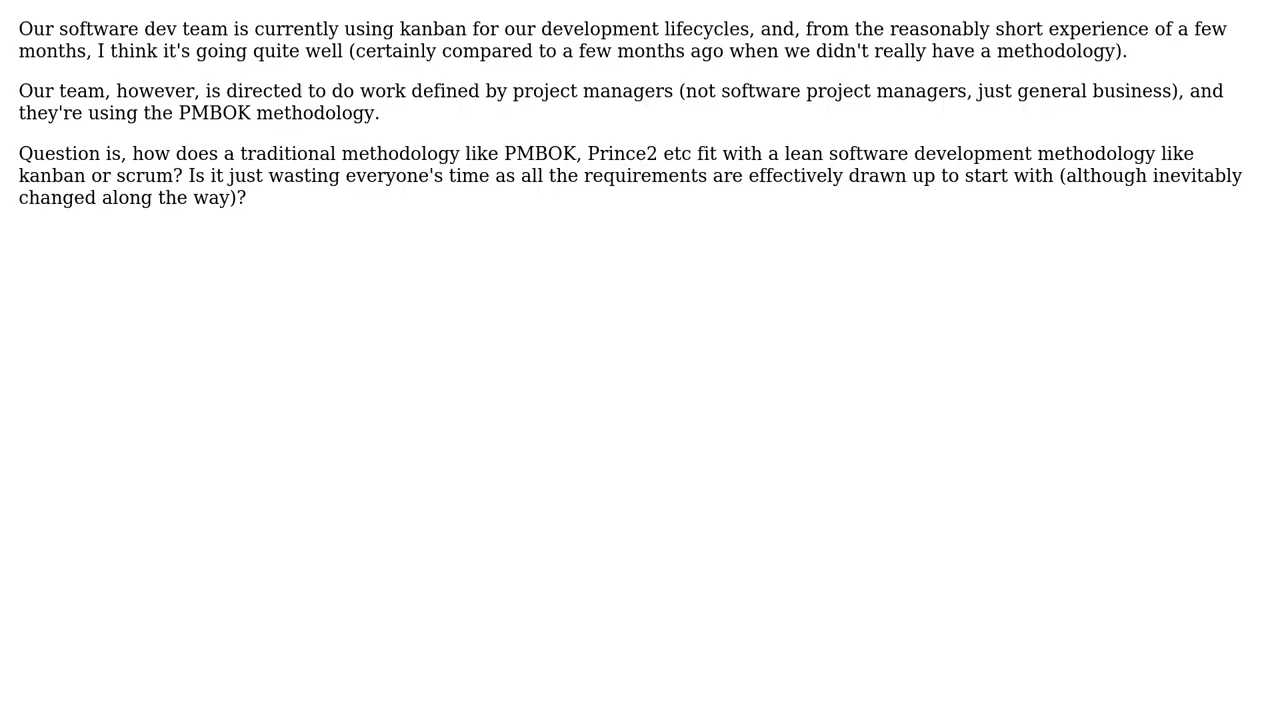 Our software dev team is currently using kanban for our development lifecycles, and, from the reasonably short experience of a few
months, I think it's going quite well (certainly compared to a few months ago when we didn't really have a methodology).
Our team, however, is directed to do work defined by project managers (not software project managers, just general business), and
they're using the PMBOK methodology.
Question is, how does a traditional methodology like PMBOK, Prince2 etc fit with a lean software development methodology like
kanban or scrum? Is it just wasting everyone's time as all the requirements are effectively drawn up to start with (although inevitably
changed along the way)?